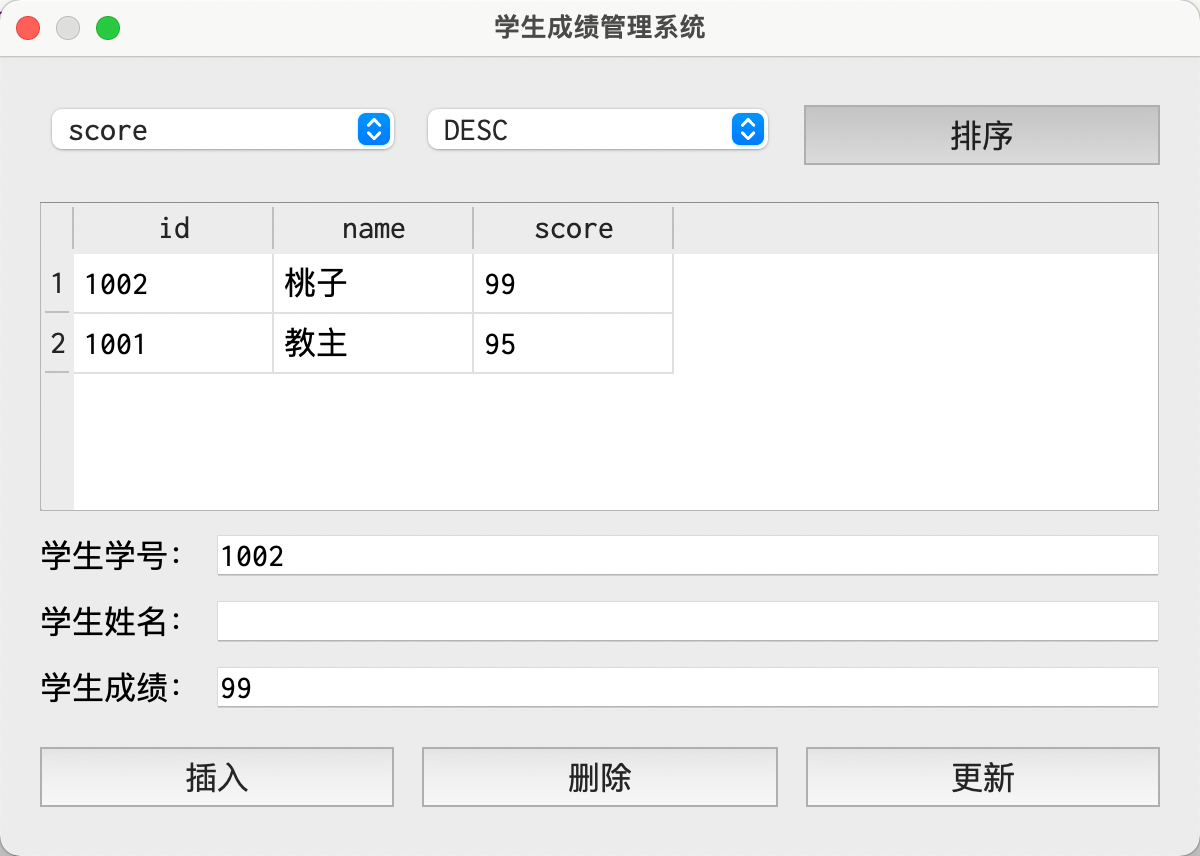 学生成绩管理系统
score DESC 排序
id name score
1 1002 桃子 99
2 1001 教主 95
学生学号： 1002
学生姓名：
学生成绩： 99
插入 删除 更新